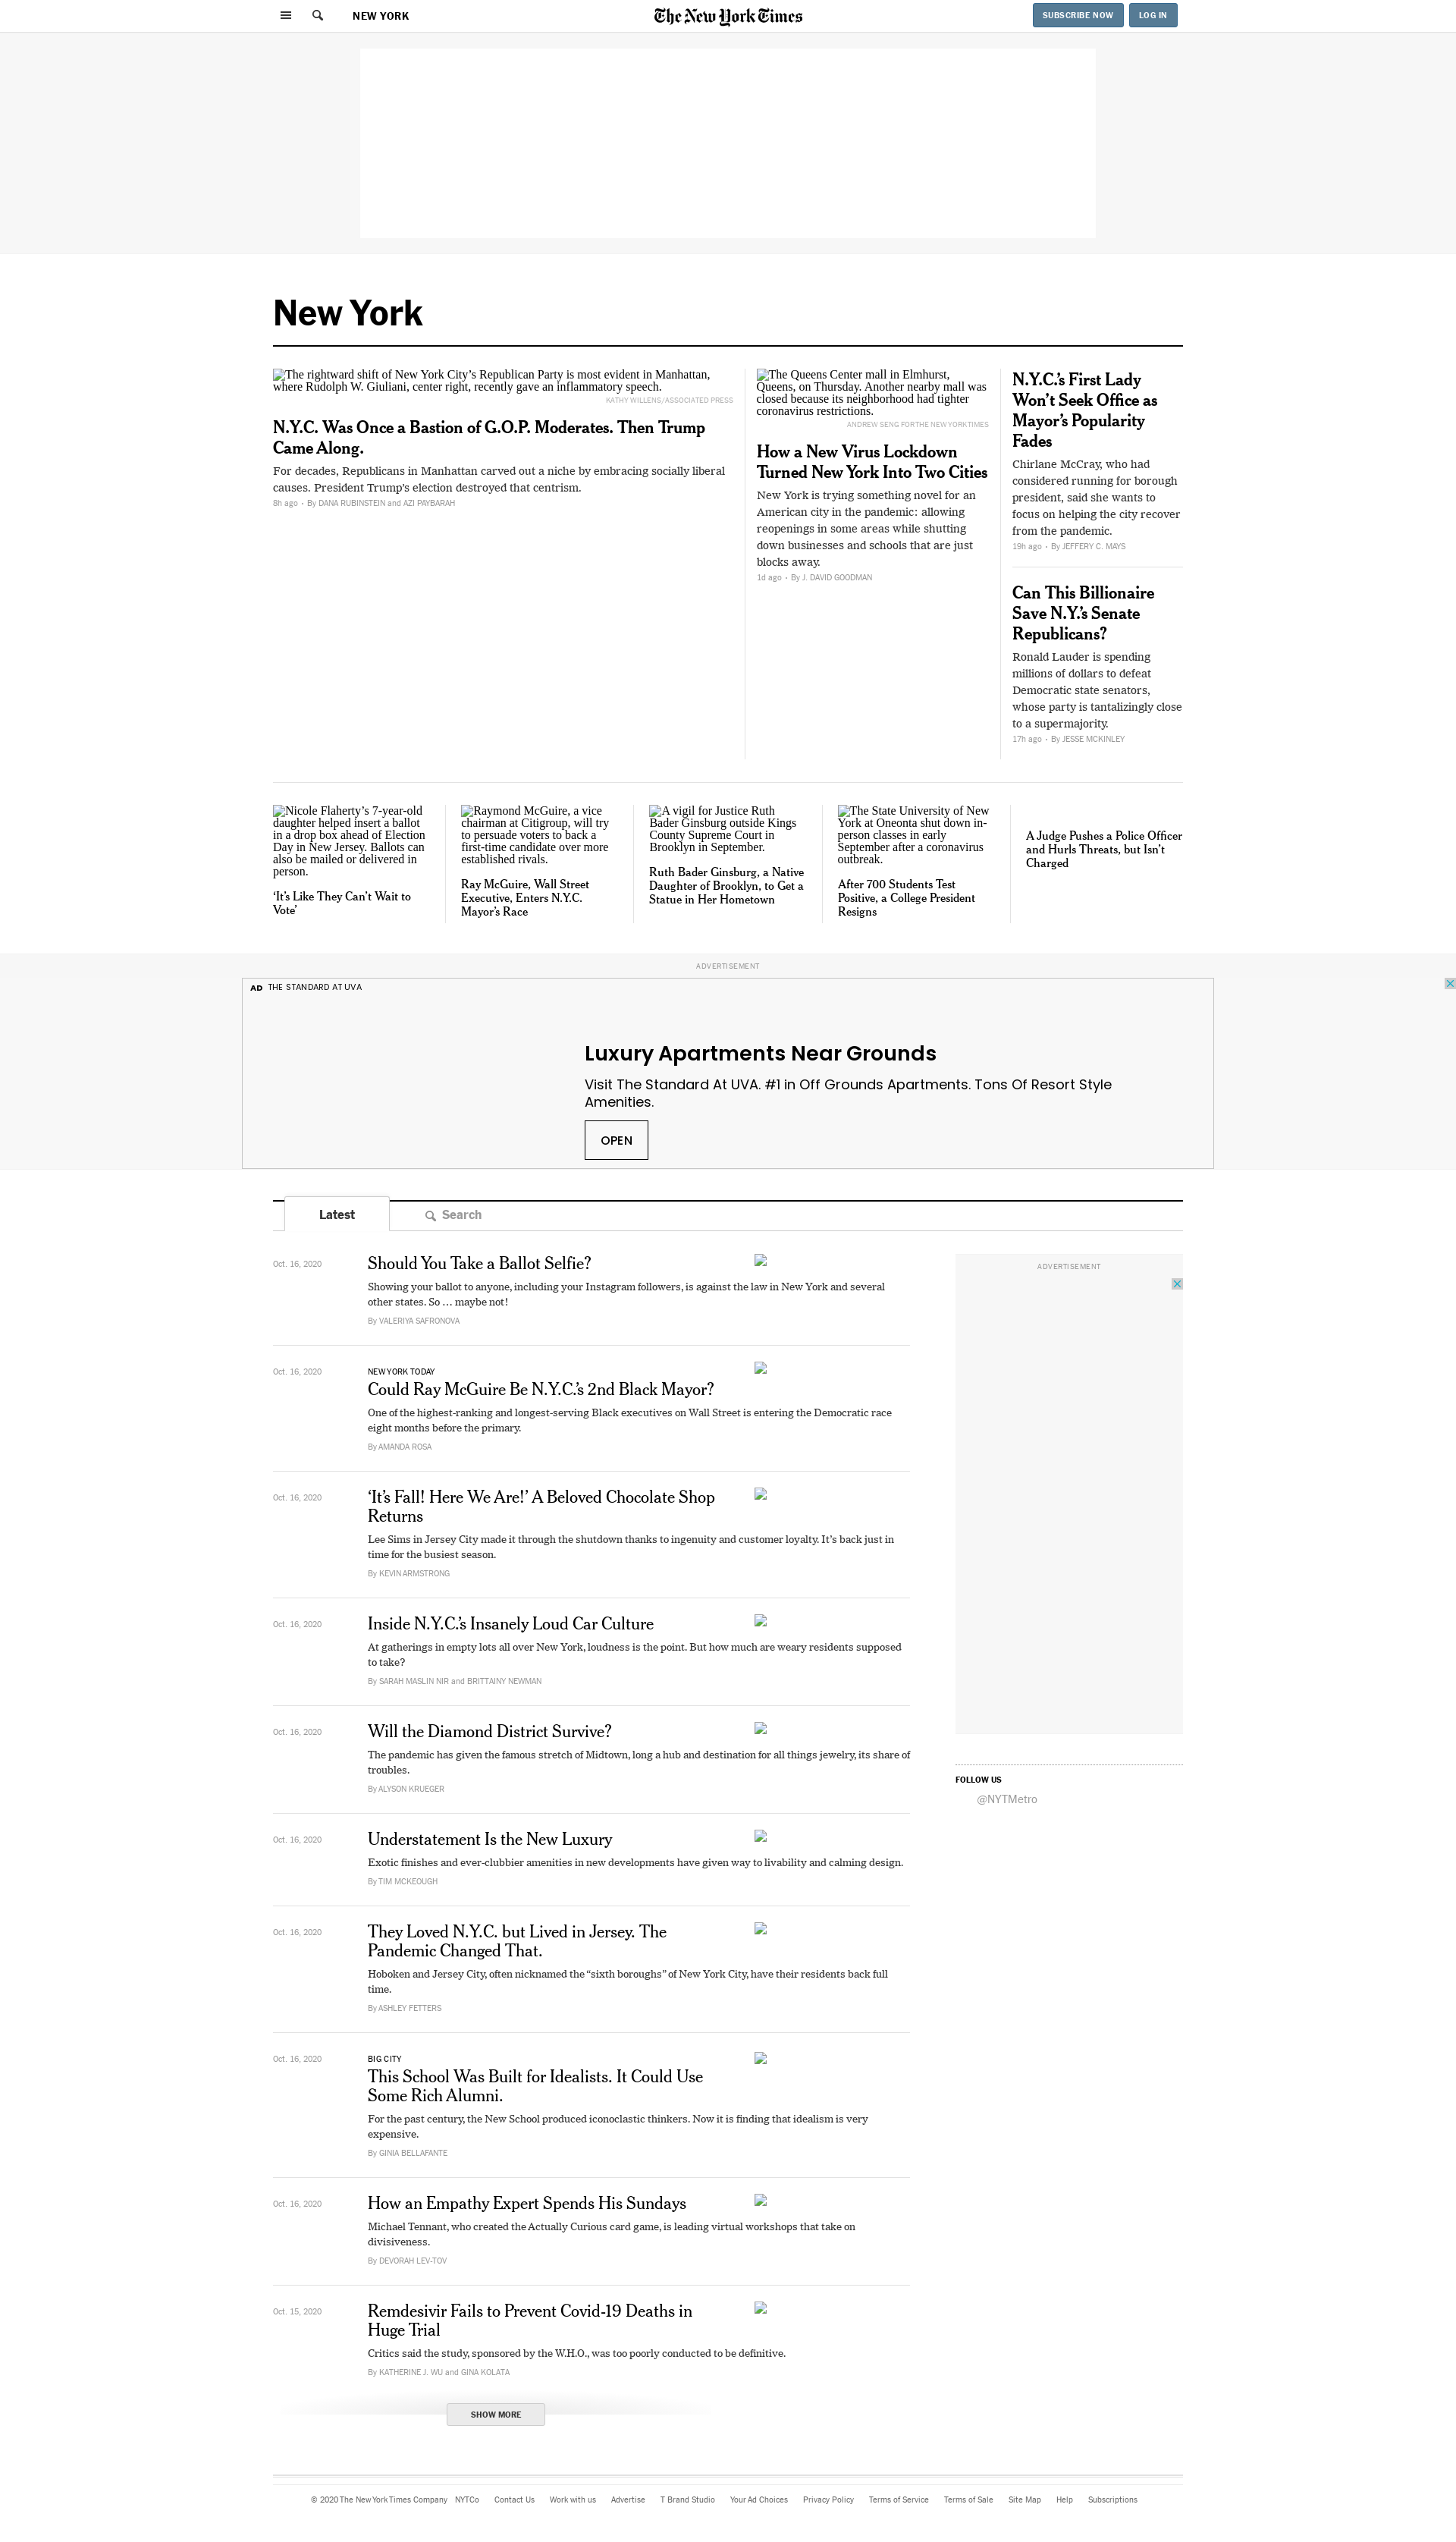 NEW YORK
The New York Times
SUBSCRIBE NOW
LOG IN
New York
The rightward shift of New York City’s Republican Party is most evident in Manhattan,
where Rudolph W. Giuliani, center right, recently gave an inflammatory speech.
KATHY WILLENS/ASSOCIATED PRESS
N.Y.C. Was Once a Bastion of G.O.P. Moderates. Then Trump
Came Along.
For decades, Republicans in Manhattan carved out a niche by embracing socially liberal
causes. President Trump’s election destroyed that centrism.
8h ago • By DANA RUBINSTEIN and AZI PAYBARAH
The Queens Center mall in Elmhurst,
Queens, on Thursday. Another nearby mall was
closed because its neighborhood had tighter
coronavirus restrictions.
ANDREW SENG FOR THE NEW YORK TIMES
How a New Virus Lockdown
Turned New York Into Two Cities
New York is trying something novel for an
American city in the pandemic: allowing
reopenings in some areas while shutting
down businesses and schools that are just
blocks away.
1d ago • By J. DAVID GOODMAN
N.Y.C.’s First Lady
Won’t Seek Office as
Mayor’s Popularity
Fades
Chirlane McCray, who had
considered running for borough
president, said she wants to
focus on helping the city recover
from the pandemic.
19h ago • By JEFFERY C. MAYS
Can This Billionaire
Save N.Y.’s Senate
Republicans?
Ronald Lauder is spending
millions of dollars to defeat
Democratic state senators,
whose party is tantalizingly close
to a supermajority.
17h ago • By JESSE MCKINLEY
Nicole Flaherty’s 7-year-old
daughter helped insert a ballot
in a drop box ahead of Election
Day in New Jersey. Ballots can
also be mailed or delivered in
person.
‘It’s Like They Can’t Wait to
Vote’
Raymond McGuire, a vice
chairman at Citigroup, will try
to persuade voters to back a
first-time candidate over more
established rivals.
Ray McGuire, Wall Street
Executive, Enters N.Y.C.
Mayor’s Race
A vigil for Justice Ruth
Bader Ginsburg outside Kings
County Supreme Court in
Brooklyn in September.
Ruth Bader Ginsburg, a Native
Daughter of Brooklyn, to Get a
Statue in Her Hometown
The State University of New
York at Oneonta shut down in-
person classes in early
September after a coronavirus
outbreak.
After 700 Students Test
Positive, a College President
Resigns
A Judge Pushes a Police Officer
and Hurls Threats, but Isn’t
Charged
ADVERTISEMENT
AD THE STANDARD AT UVA
Luxury Apartments Near Grounds
Visit The Standard At UVA. #1 in Off Grounds Apartments. Tons Of Resort Style
Amenities.
OPEN
Latest
Search
Oct. 16, 2020
Should You Take a Ballot Selfie?
Showing your ballot to anyone, including your Instagram followers, is against the law in New York and several
other states. So … maybe not!
By VALERIYA SAFRONOVA
Oct. 16, 2020
NEW YORK TODAY
Could Ray McGuire Be N.Y.C.’s 2nd Black Mayor?
One of the highest-ranking and longest-serving Black executives on Wall Street is entering the Democratic race
eight months before the primary.
By AMANDA ROSA
Oct. 16, 2020
‘It’s Fall! Here We Are!’ A Beloved Chocolate Shop
Returns
Lee Sims in Jersey City made it through the shutdown thanks to ingenuity and customer loyalty. It’s back just in
time for the busiest season.
By KEVIN ARMSTRONG
Oct. 16, 2020
Inside N.Y.C.’s Insanely Loud Car Culture
At gatherings in empty lots all over New York, loudness is the point. But how much are weary residents supposed
to take?
By SARAH MASLIN NIR and BRITTAINY NEWMAN
Oct. 16, 2020
Will the Diamond District Survive?
The pandemic has given the famous stretch of Midtown, long a hub and destination for all things jewelry, its share of
troubles.
By ALYSON KRUEGER
Oct. 16, 2020
Understatement Is the New Luxury
Exotic finishes and ever-clubbier amenities in new developments have given way to livability and calming design.
By TIM MCKEOUGH
Oct. 16, 2020
They Loved N.Y.C. but Lived in Jersey. The
Pandemic Changed That.
Hoboken and Jersey City, often nicknamed the “sixth boroughs” of New York City, have their residents back full
time.
By ASHLEY FETTERS
Oct. 16, 2020
BIG CITY
This School Was Built for Idealists. It Could Use
Some Rich Alumni.
For the past century, the New School produced iconoclastic thinkers. Now it is finding that idealism is very
expensive.
By GINIA BELLAFANTE
Oct. 16, 2020
How an Empathy Expert Spends His Sundays
Michael Tennant, who created the Actually Curious card game, is leading virtual workshops that take on
divisiveness.
By DEVORAH LEV-TOV
Oct. 15, 2020
Remdesivir Fails to Prevent Covid-19 Deaths in
Huge Trial
Critics said the study, sponsored by the W.H.O., was too poorly conducted to be definitive.
By KATHERINE J. WU and GINA KOLATA
SHOW MORE
ADVERTISEMENT
FOLLOW US
@NYTMetro
© 2020 The New York Times Company NYTCo Contact Us Work with us Advertise T Brand Studio Your Ad Choices Privacy Policy Terms of Service Terms of Sale Site Map Help Subscriptions